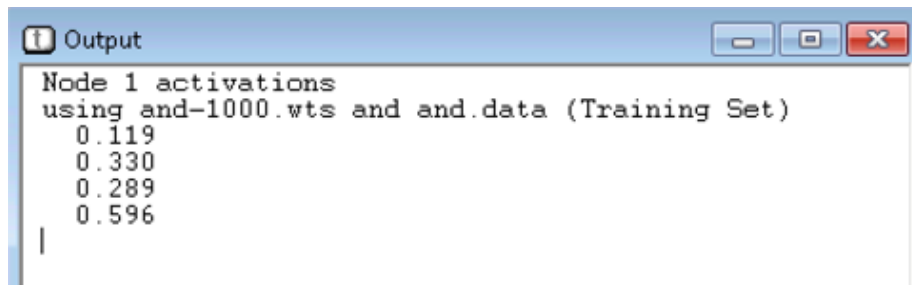 Output
Node 1 activations
using and-1000.wts and and.data (Training Set)
0.119
0.330
0.289
0.596